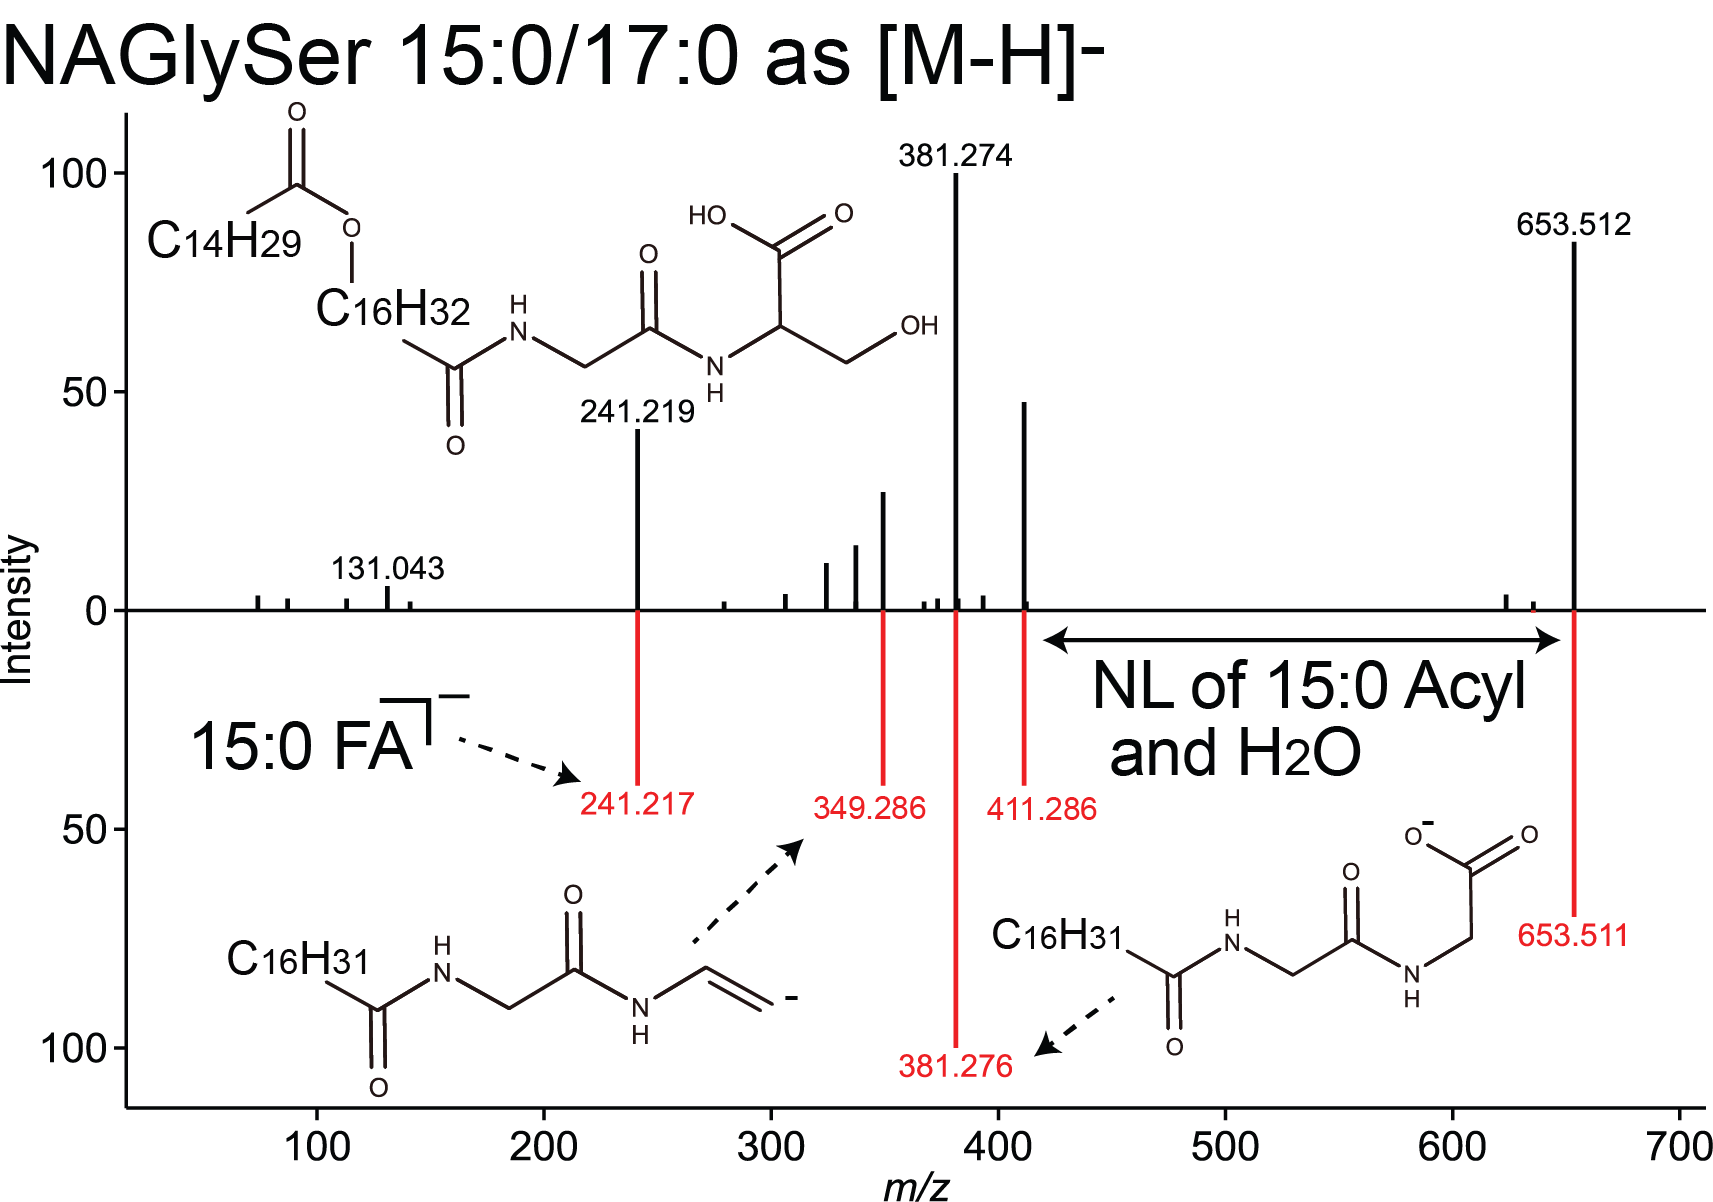 NAGlySer 15:0/17:0 as [M-H]-
O
C14H29
O
C16H32
O
H
N
O
N
H
HO
O
OH
381.274
653.512
241.219
131.043
100
50
0
50
100
Intensity
NL of 15:0 Acyl
and H2O
15:0 FA -
241.217
349.286
411.286
653.511
381.276
C16H31
O
H
N
O
N
H
-
C16H31
O
H
N
O
N
H
O-
O
100 200 300 400 500 600 700
m/z